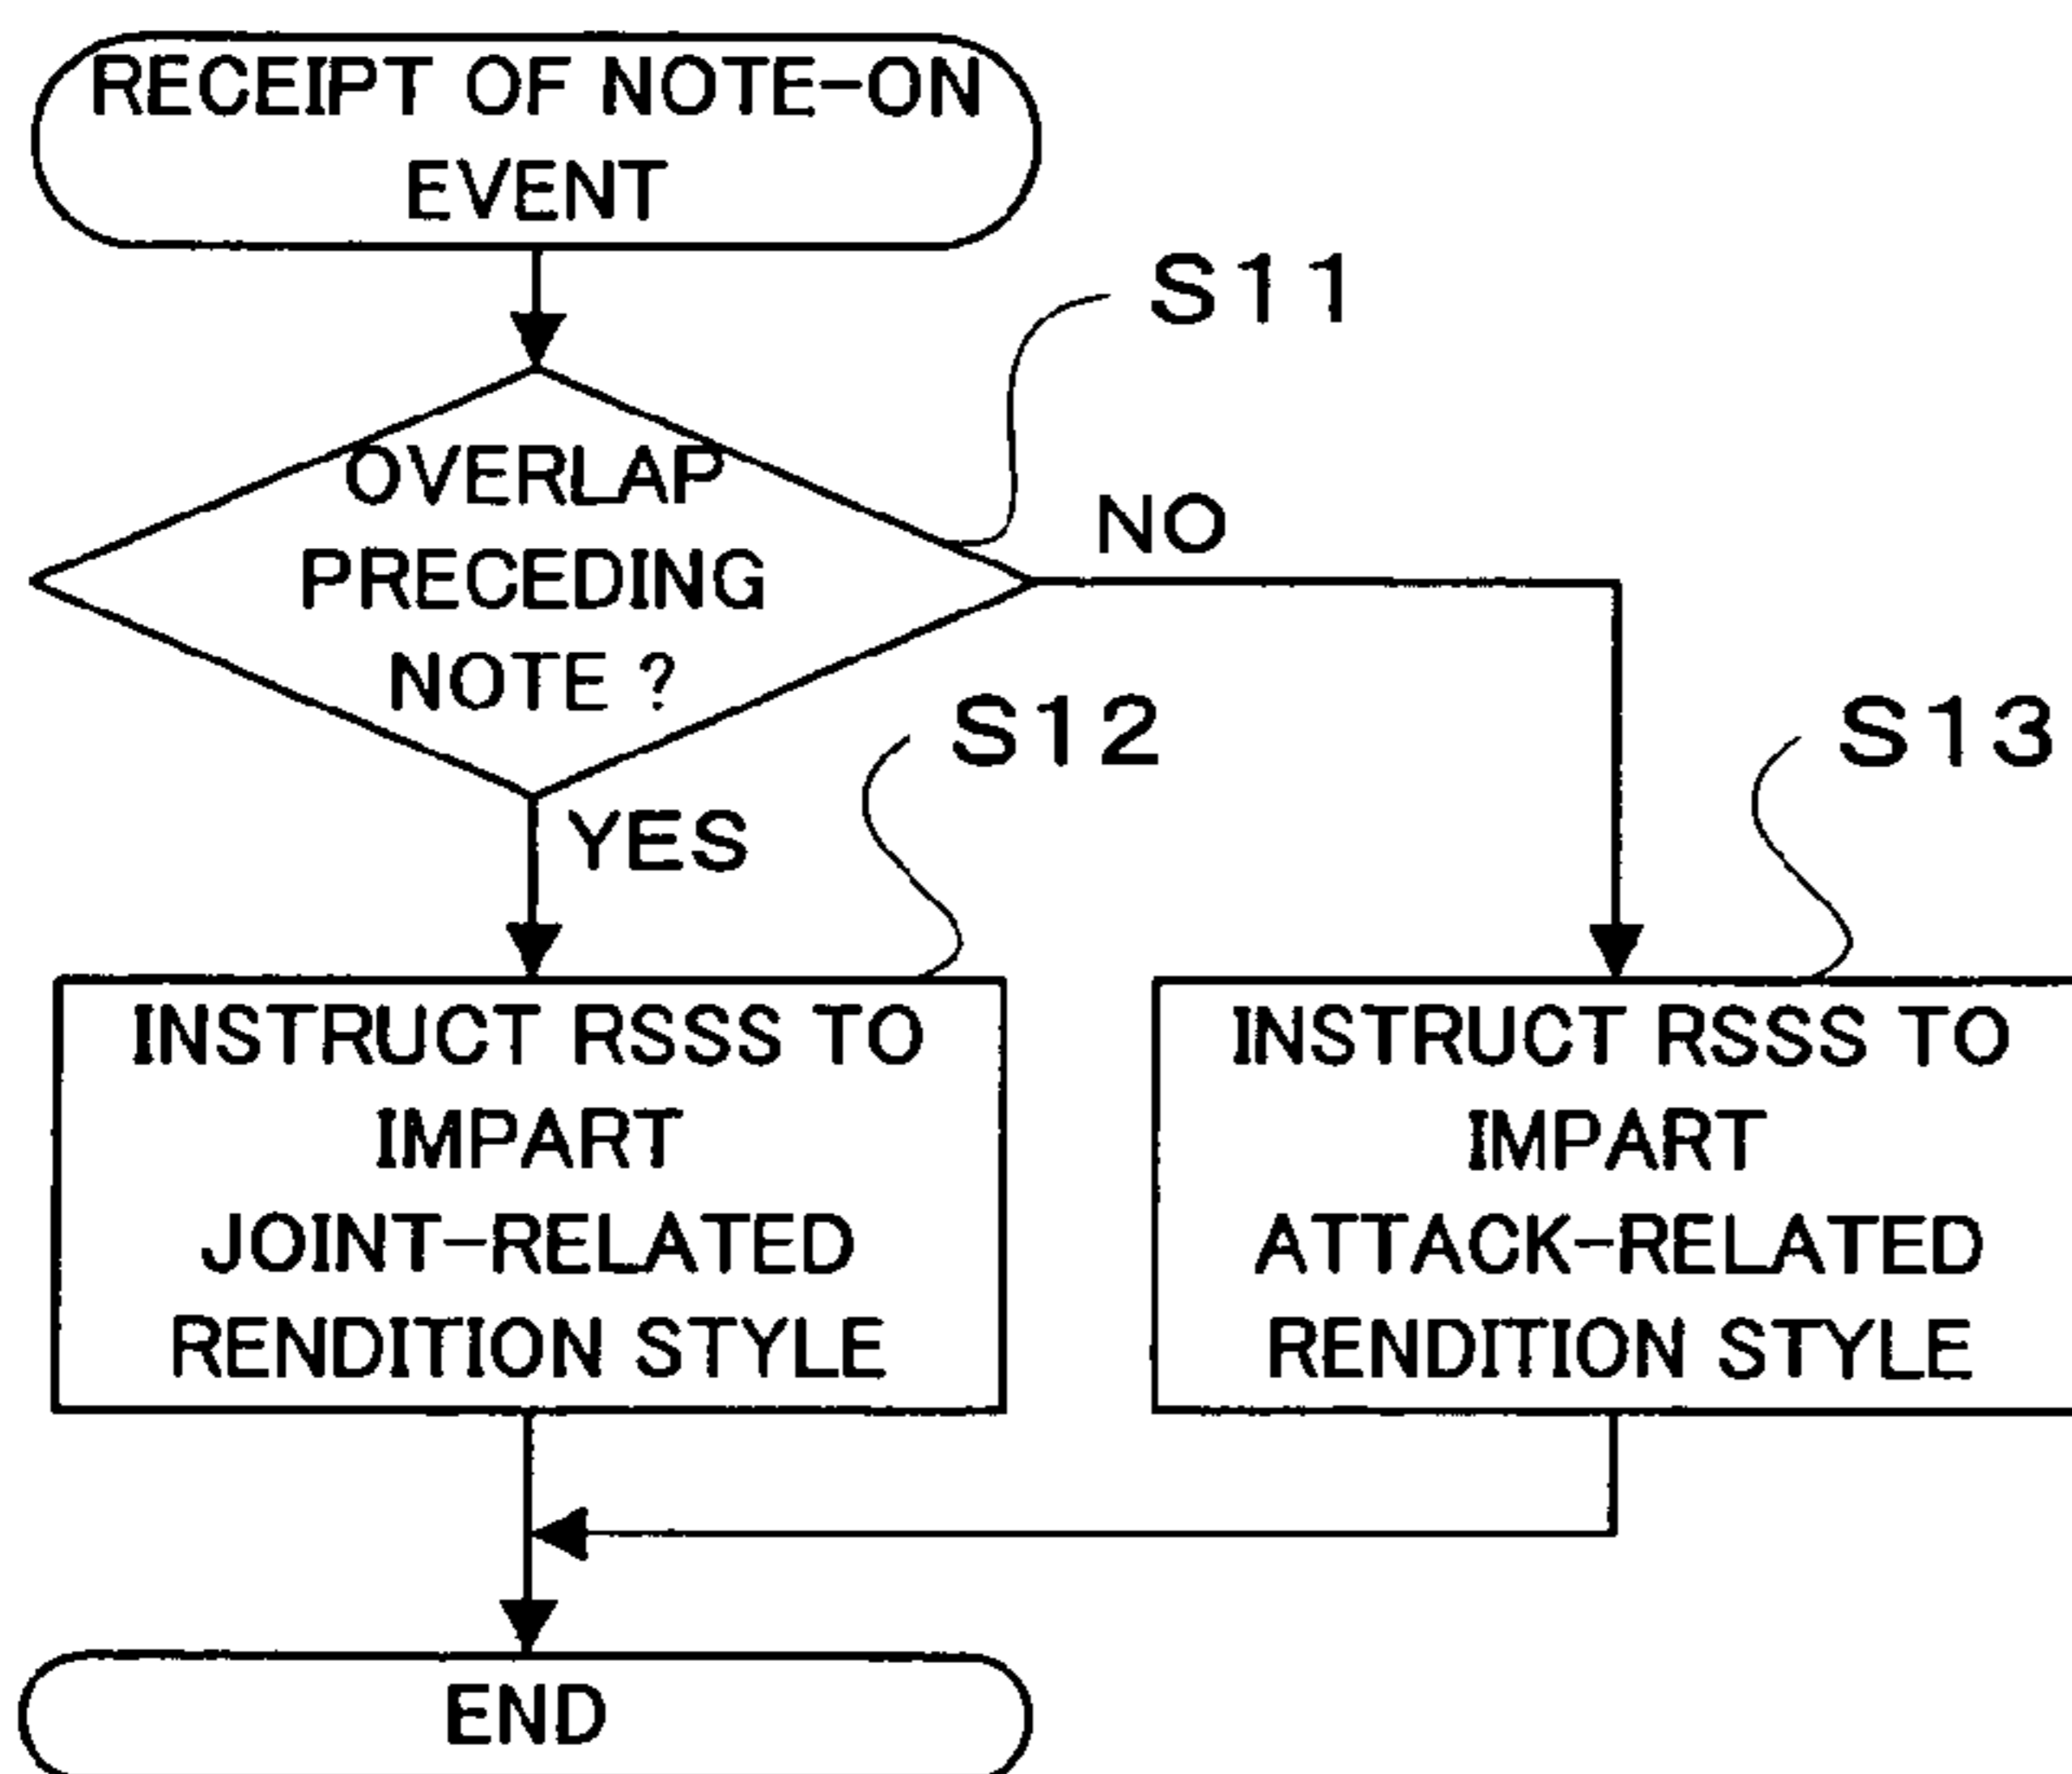 RECEIPT OF NOTE-ON
EVENT
S11
OVERLAP
PRECEDING
NOTE ?
NO
YES
S12
S13
INSTRUCT RSSS TO
IMPART
JOINT-RELATED
RENDITION STYLE
INSTRUCT RSSS TO
IMPART
ATTACK-RELATED
RENDITION STYLE
END